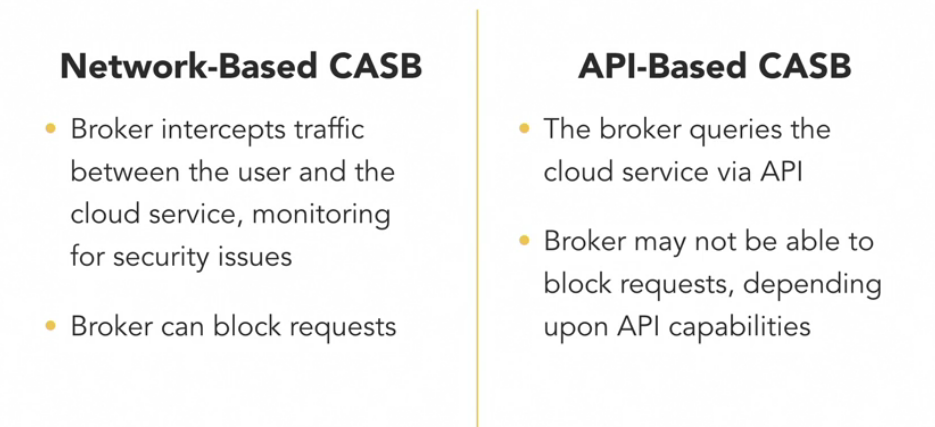 Network-Based CASB
• Broker intercepts traffic
between the user and the
cloud service, monitoring
for security issues
• Broker can block requests
API-Based CASB
• The broker queries the
cloud service via API
• Broker may not be able to
block requests, depending
upon API capabilities